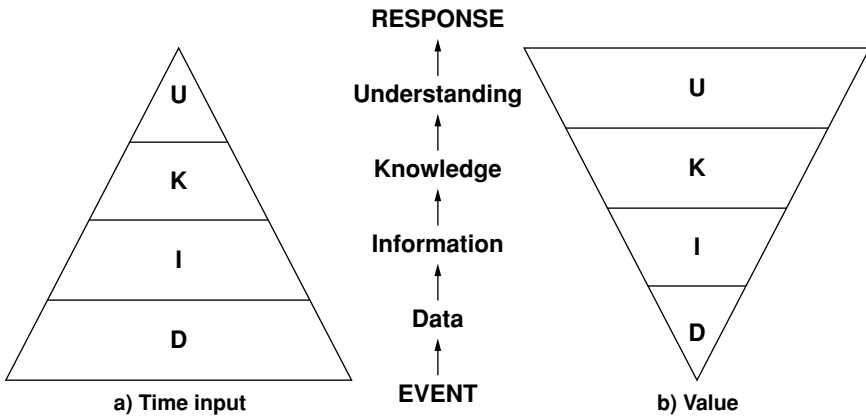 RESPONSE
U
Understanding
U
K
Knowledge
K
I
Information
I
D
Data
D
a) Time input
EVENT
b) Value